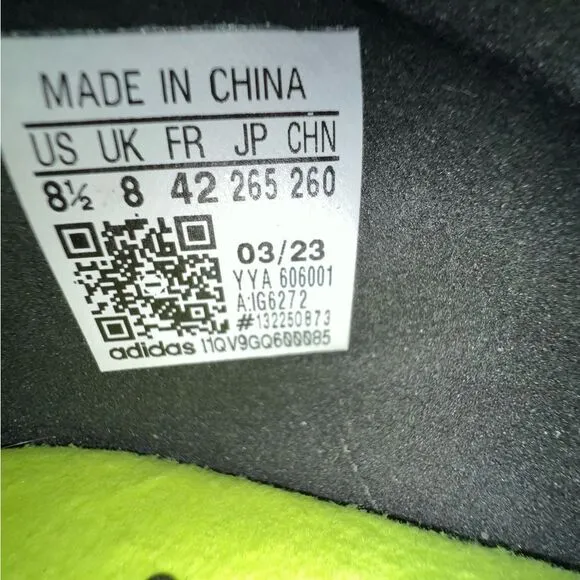 MADE IN CHINA
US UK FR JP CHN
8½ 8 42 265 260
03/23
YYA 606001
A:IG6272
#132250873
adidas I1QV9GQ600085